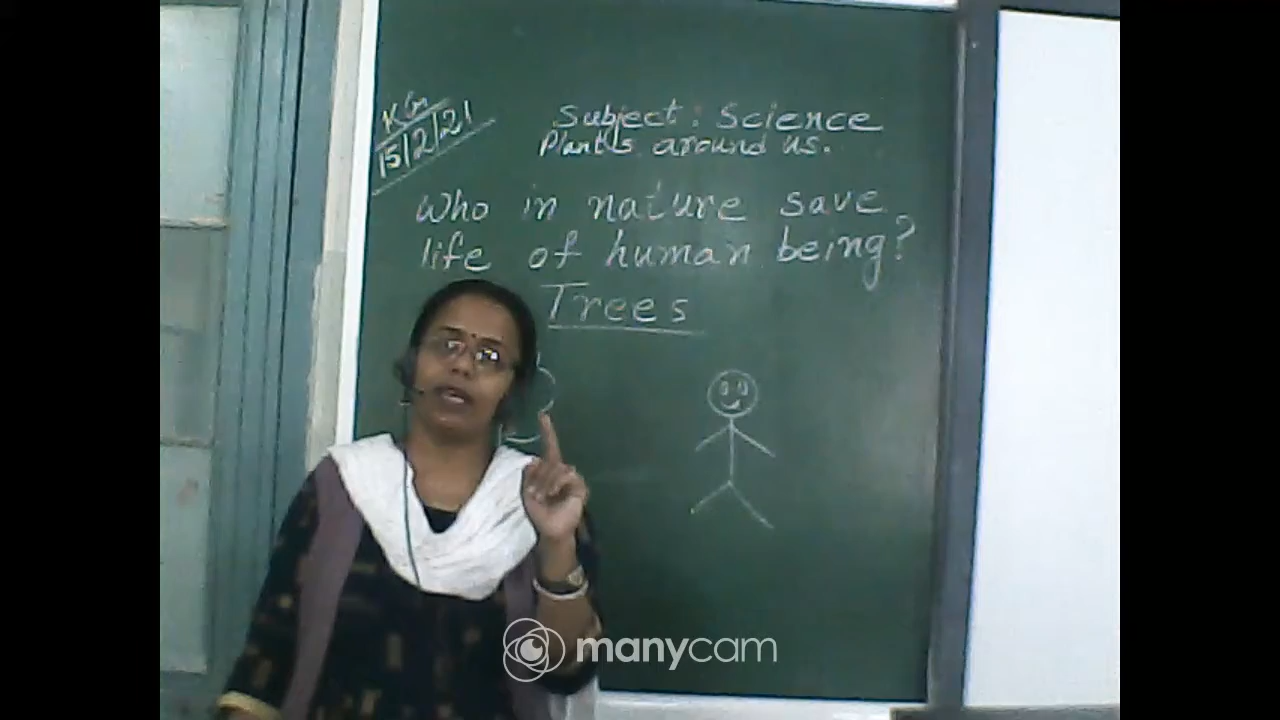 KG
15/2/21
Subject: Science
Plants around us.
Who in nature save
life of human being?
Trees
manycam